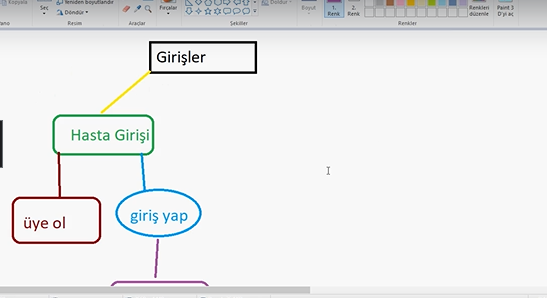 Kopyala
Seç
Yeniden boyutlandır
Döndür
Fırçalar
Doldur
Boyut
1.
Renk
2.
Renk
Renkleri
düzenle
Paint 3
D'yi aç
Resim
Araçlar
Şekiller
Renkler
Girişler
Hasta Girişi
üye ol
giriş yap